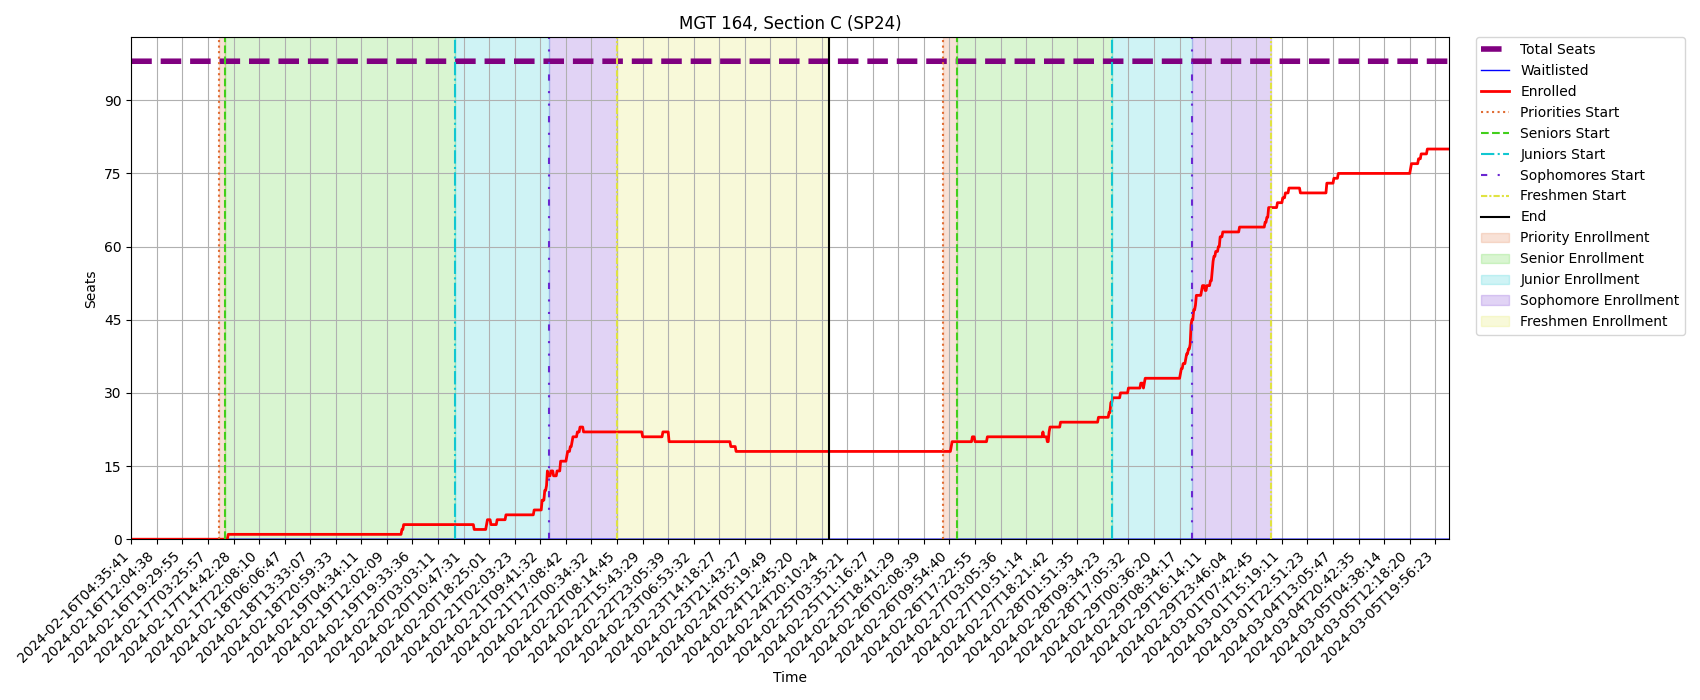 MGT 164, Section C (SP24)
Total Seats
Waitlisted
Enrolled
Priorities Start
Seniors Start
Juniors Start
Sophomores Start
Freshmen Start
End
Priority Enrollment
Senior Enrollment
Junior Enrollment
Sophomore Enrollment
Freshmen Enrollment
Seats
90
75
60
45
30
15
0
2024-02-16T04:35:41
2024-02-16T12:04:38
2024-02-16T19:29:55
2024-02-17T03:25:57
2024-02-17T14:42:28
2024-02-17T22:08:10
2024-02-18T06:06:47
2024-02-18T13:33:07
2024-02-18T20:59:33
2024-02-19T04:34:11
2024-02-19T12:02:09
2024-02-19T19:33:36
2024-02-20T03:03:11
2024-02-20T10:47:31
2024-02-20T18:25:01
2024-02-21T02:03:23
2024-02-21T09:41:32
2024-02-21T17:08:42
2024-02-22T00:34:32
2024-02-22T08:14:45
2024-02-22T15:43:29
2024-02-22T23:05:39
2024-02-23T06:53:32
2024-02-23T14:18:27
2024-02-23T21:43:27
2024-02-24T05:19:49
2024-02-24T12:45:20
2024-02-24T20:10:24
2024-02-25T03:35:21
2024-02-25T11:16:27
2024-02-25T18:41:29
2024-02-26T02:08:39
2024-02-26T09:54:40
2024-02-26T17:22:55
2024-02-27T03:05:36
2024-02-27T10:51:14
2024-02-27T18:21:42
2024-02-28T01:51:35
2024-02-28T09:34:23
2024-02-28T17:05:32
2024-02-29T00:36:20
2024-02-29T08:34:17
2024-02-29T16:14:11
2024-02-29T23:46:04
2024-03-01T07:42:45
2024-03-01T15:19:11
2024-03-01T22:51:23
2024-03-04T13:05:47
2024-03-04T20:42:35
2024-03-05T04:38:14
2024-03-05T12:18:20
2024-03-05T19:56:23
Time